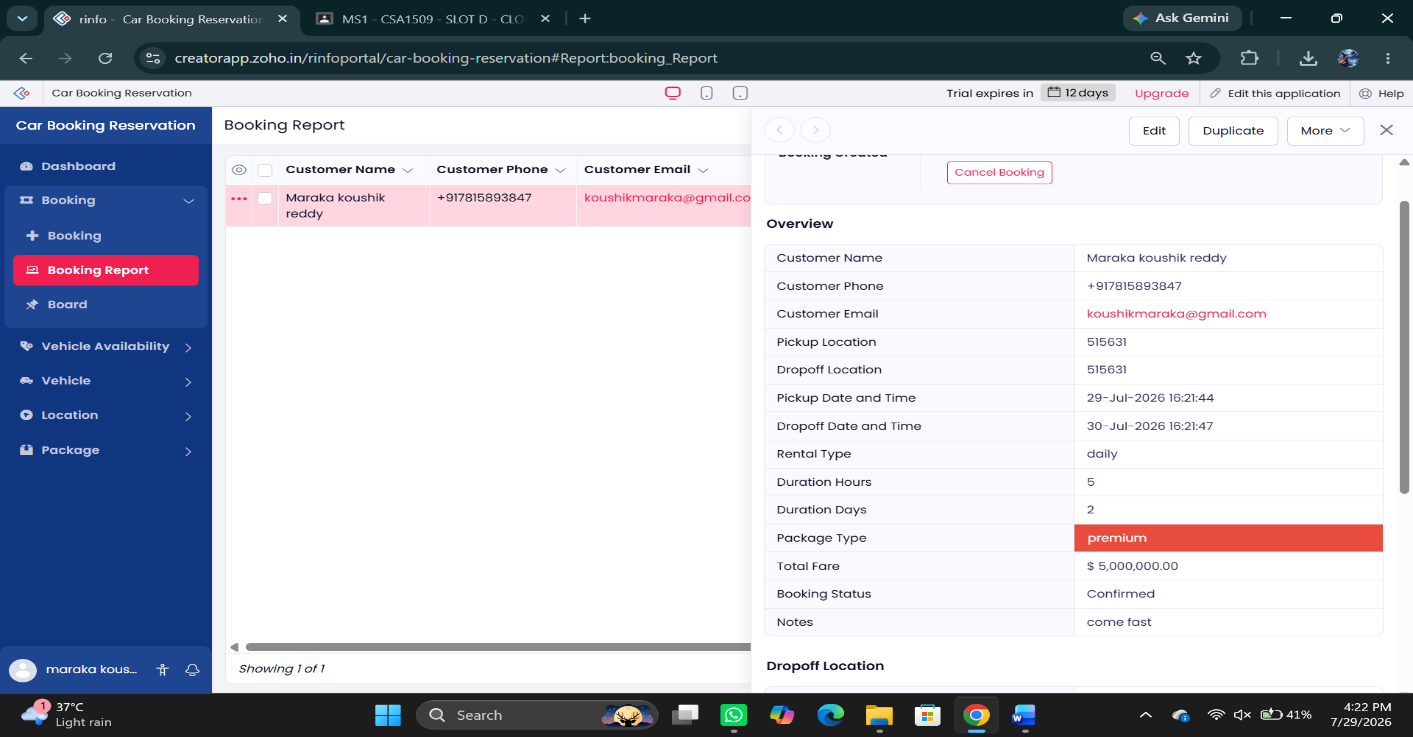 rinfo - Car Booking Reservation
MS1 - CSA1509 - SLOT D - CLO
Ask Gemini
creatorapp.zoho.in/rinfoportal/car-booking-reservation#Report:booking_Report
Car Booking Reservation
Trial expires in 12 days Upgrade Edit this application Help
Car Booking Reservation
Dashboard
Booking
Booking
Booking Report
Board
Vehicle Availability
Vehicle
Location
Package
maraka kous...
Booking Report
Customer Name Customer Phone Customer Email
Maraka koushik reddy +917815893847 koushikmaraka@gmail.co
Showing 1 of 1
Edit Duplicate More
Booking Created
Cancel Booking
Overview
Customer Name Maraka koushik reddy
Customer Phone +917815893847
Customer Email koushikmaraka@gmail.com
Pickup Location 515631
Dropoff Location 515631
Pickup Date and Time 29-Jul-2026 16:21:44
Dropoff Date and Time 30-Jul-2026 16:21:47
Rental Type daily
Duration Hours 5
Duration Days 2
Package Type premium
Total Fare $ 5,000,000.00
Booking Status Confirmed
Notes come fast
Dropoff Location
1
37°C
Light rain
Search
41%
4:22 PM
7/29/2026